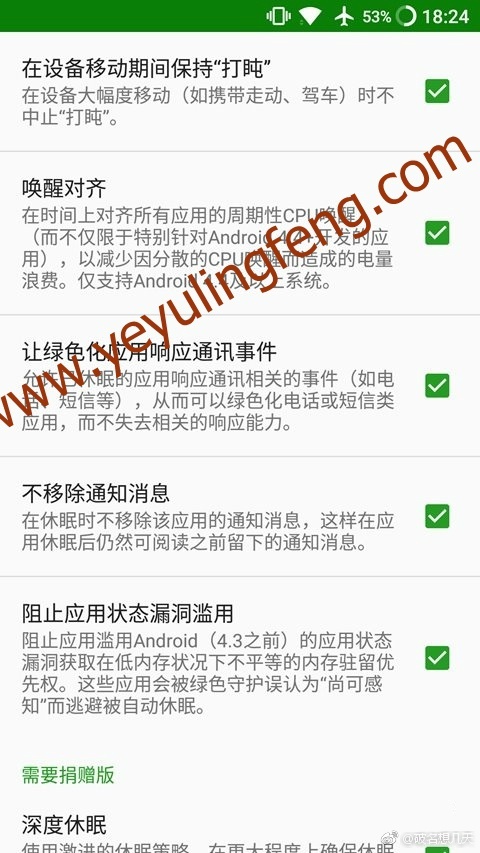 53% 18:24
在设备移动期间保持“打盹”
在设备大幅度移动（如携带走动、驾车）时不
中止“打盹”。
唤醒对齐
在时间上对齐所有应用的周期性CPU唤醒
（而不仅限于特别针对Android 4.4+开发的应
用），以减少因分散的CPU唤醒而造成的电量
浪费。仅支持Android 4.4及以上系统。
www.yeyulingfeng.com
让绿色化应用响应通讯事件
允许已休眠的应用响应通讯相关的事件（如电
话、短信等），从而可以绿色化电话或短信类
应用，而不失去相关的响应能力。
不移除通知消息
在休眠时不移除该应用的通知消息，这样在应
用休眠后仍然可阅读之前留下的通知消息。
阻止应用状态漏洞滥用
阻止应用滥用Android（4.3之前）的应用状态
漏洞获取在低内存状况下不平等的内存驻留优
先权。这些应用会被绿色守护误认为“尚可感
知”而逃避被自动休眠。
需要捐赠版
深度休眠
使用激进的休眠策略，在更大程度上确保休眠